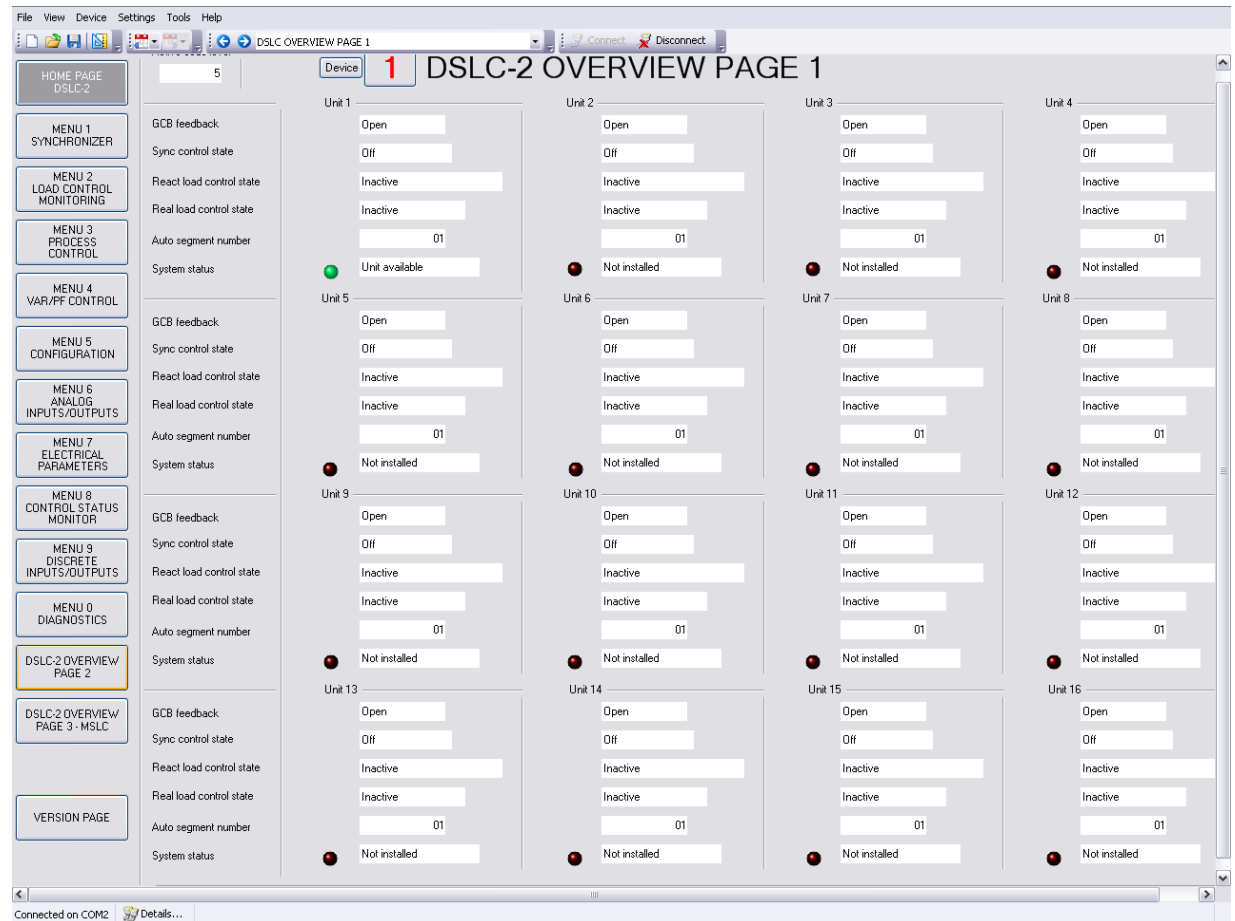 File View Device Settings Tools Help
DSLC OVERVIEW PAGE 1 Connect Disconnect
HOME PAGE
DSLC-2
MENU 1
SYNCHRONIZER
MENU 2
LOAD CONTROL
MONITORING
MENU 3
PROCESS
CONTROL
MENU 4
VAR/PF CONTROL
MENU 5
CONFIGURATION
MENU 6
ANALOG
INPUTS/OUTPUTS
MENU 7
ELECTRICAL
PARAMETERS
MENU 8
CONTROL STATUS
MONITOR
MENU 9
DISCRETE
INPUTS/OUTPUTS
MENU 0
DIAGNOSTICS
DSLC-2 OVERVIEW
PAGE 2
DSLC-2 OVERVIEW
PAGE 3 - MSLC
VERSION PAGE
5 Device 1 DSLC-2 OVERVIEW PAGE 1
Unit 1 Unit 2 Unit 3 Unit 4
GCB feedback Open Open Open Open
Sync control state Off Off Off Off
React load control state Inactive Inactive Inactive Inactive
Real load control state Inactive Inactive Inactive Inactive
Auto segment number 01 01 01 01
System status Unit available Not installed Not installed Not installed
Unit 5 Unit 6 Unit 7 Unit 8
GCB feedback Open Open Open Open
Sync control state Off Off Off Off
React load control state Inactive Inactive Inactive Inactive
Real load control state Inactive Inactive Inactive Inactive
Auto segment number 01 01 01 01
System status Not installed Not installed Not installed Not installed
Unit 9 Unit 10 Unit 11 Unit 12
GCB feedback Open Open Open Open
Sync control state Off Off Off Off
React load control state Inactive Inactive Inactive Inactive
Real load control state Inactive Inactive Inactive Inactive
Auto segment number 01 01 01 01
System status Not installed Not installed Not installed Not installed
Unit 13 Unit 14 Unit 15 Unit 16
GCB feedback Open Open Open Open
Sync control state Off Off Off Off
React load control state Inactive Inactive Inactive Inactive
Real load control state Inactive Inactive Inactive Inactive
Auto segment number 01 01 01 01
System status Not installed Not installed Not installed Not installed
Connected on COM2 Details...